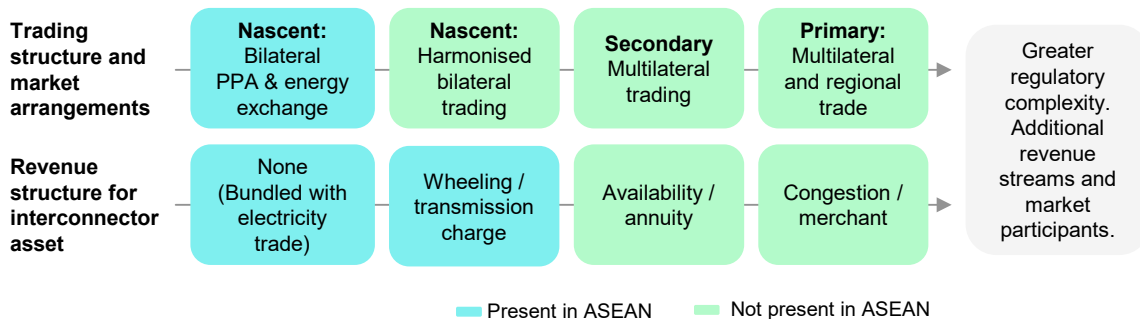 Trading
structure and
market
arrangements
Nascent:
Bilateral
PPA & energy
exchange
Nascent:
Harmonised
bilateral
trading
Secondary
Multilateral
trading
Primary:
Multilateral
and regional
trade
Greater
regulatory
complexity.
Additional
revenue
streams and
market
participants.
Revenue
structure for
interconnector
asset
None
(Bundled with
electricity
trade)
Wheeling /
transmission
charge
Availability /
annuity
Congestion /
merchant
Present in ASEAN
Not present in ASEAN